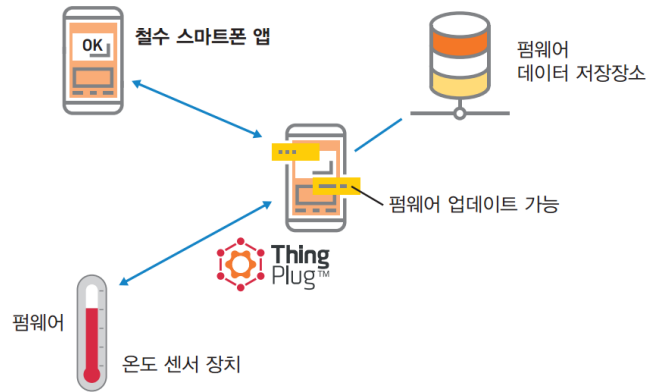 OK
철수 스마트폰 앱
펌웨어
데이터 저장장소
펌웨어 업데이트 가능
Thing
Plug™
펌웨어
온도 센서 장치